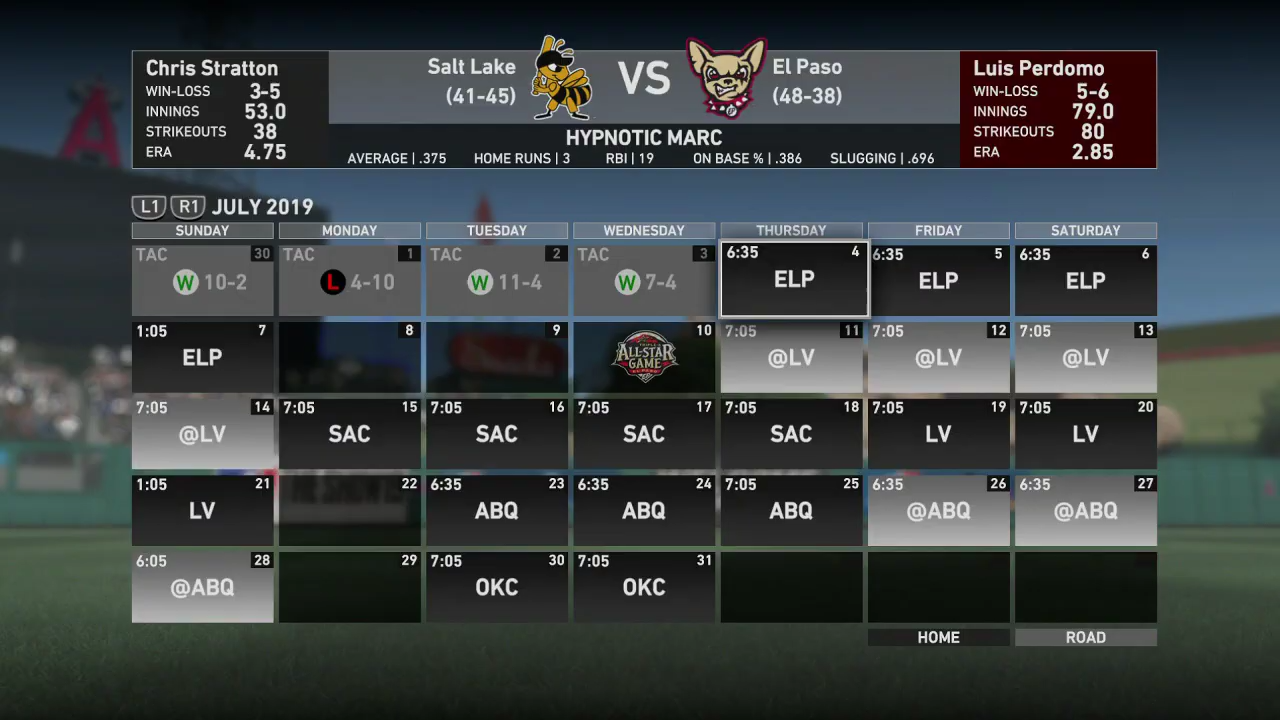 Chris Stratton
WIN-LOSS 3-5
INNINGS 53.0
STRIKEOUTS 38
ERA 4.75
Salt Lake
(41-45)
VS
El Paso
(48-38)
HYPNOTIC MARC
AVERAGE | .375 HOME RUNS | 3 RBI | 19 ON BASE % | .386 SLUGGING | .696
Luis Perdomo
WIN-LOSS 5-6
INNINGS 79.0
STRIKEOUTS 80
ERA 2.85
L1 R1 JULY 2019
SUNDAY MONDAY TUESDAY WEDNESDAY THURSDAY FRIDAY SATURDAY
TAC 30 TAC 1 TAC 2 TAC 3 6:35 4 6:35 5 6:35 6
W 10-2 L 4-10 W 11-4 W 7-4 ELP ELP ELP
1:05 7 8 9 10 7:05 11 7:05 12 7:05 13
ELP ALL-STAR GAME @LV @LV @LV
7:05 14 7:05 15 7:05 16 7:05 17 7:05 18 7:05 19 7:05 20
@LV SAC SAC SAC SAC LV LV
1:05 21 22 6:35 23 6:35 24 7:05 25 6:35 26 6:35 27
LV ABQ ABQ ABQ @ABQ @ABQ
6:05 28 29 7:05 30 7:05 31
@ABQ OKC OKC
HOME ROAD